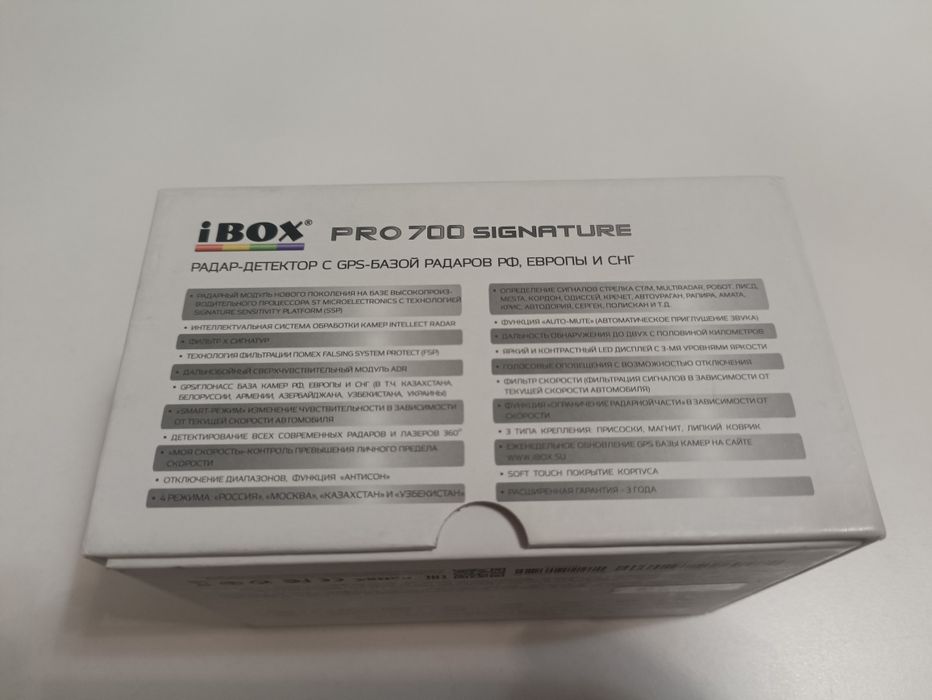 iBOX® PRO 700 SIGNATURE
РАДАР-ДЕТЕКТОР С GPS-БАЗОЙ РАДАРОВ РФ, ЕВРОПЫ И СНГ
• РАДАРНЫЙ МОДУЛЬ НОВОГО ПОКОЛЕНИЯ НА БАЗЕ ВЫСОКОПРОИЗ-
ВОДИТЕЛЬНОГО ПРОЦЕССОРА ST MICROELECTRONICS С ТЕХНОЛОГИЕЙ
SIGNATURE SENSITIVITY PLATFORM (SSP)
• ИНТЕЛЛЕКТУАЛЬНАЯ СИСТЕМА ОБРАБОТКИ КАМЕР INTELLECT RADAR
• ФИЛЬТР X СИГНАТУР
• ТЕХНОЛОГИЯ ФИЛЬТРАЦИИ ПОМЕХ FALSING SYSTEM PROTECT (FSP)
• ДАЛЬНОБОЙНЫЙ СВЕРХЧУВСТВИТЕЛЬНЫЙ МОДУЛЬ ADR
• GPS/ГЛОНАСС БАЗА КАМЕР РФ, ЕВРОПЫ И СНГ (В Т.Ч. КАЗАХСТАНА,
БЕЛОРУССИИ, АРМЕНИИ, АЗЕРБАЙДЖАНА, УЗБЕКИСТАНА, УКРАИНЫ)
• «SMART-РЕЖИМ» ИЗМЕНЕНИЕ ЧУВСТВИТЕЛЬНОСТИ В ЗАВИСИМОСТИ
ОТ ТЕКУЩЕЙ СКОРОСТИ АВТОМОБИЛЯ
• ДЕТЕКТИРОВАНИЕ ВСЕХ СОВРЕМЕННЫХ РАДАРОВ И ЛАЗЕРОВ 360°
• «МОЯ СКОРОСТЬ»-КОНТРОЛЬ ПРЕВЫШЕНИЯ ЛИЧНОГО ПРЕДЕЛА
СКОРОСТИ
• ОТКЛЮЧЕНИЕ ДИАПАЗОНОВ, ФУНКЦИЯ «АНТИСОН»
• 4 РЕЖИМА: «РОССИЯ», «МОСКВА», «КАЗАХСТАН» И «УЗБЕКИСТАН»
• ОПРЕДЕЛЕНИЕ СИГНАЛОВ СТРЕЛКА СТ/М, MULTIRADAR, РОБОТ, ЛИСД,
MESTA, КОРДОН, ОДИССЕЙ, КРЕЧЕТ, АВТОУРАГАН, РАПИРА, АМАТА,
КРИС, АВТОДОРИЯ, СЕРГЕК, ПОЛИСКАН И Т.Д.
• ФУНКЦИЯ «AUTO-MUTE» (АВТОМАТИЧЕСКОЕ ПРИГЛУШЕНИЕ ЗВУКА)
• ДАЛЬНОСТЬ ОБНАРУЖЕНИЯ ДО ДВУХ С ПОЛОВИНОЙ КИЛОМЕТРОВ
• ЯРКИЙ И КОНТРАСТНЫЙ LED ДИСПЛЕЙ С 3-МЯ УРОВНЯМИ ЯРКОСТИ
• ГОЛОСОВЫЕ ОПОВЕЩЕНИЯ С ВОЗМОЖНОСТЬЮ ОТКЛЮЧЕНИЯ
• ФИЛЬТР СКОРОСТИ (ФИЛЬТРАЦИЯ СИГНАЛОВ В ЗАВИСИМОСТИ ОТ
ТЕКУЩЕЙ СКОРОСТИ АВТОМОБИЛЯ)
• ФУНКЦИЯ «ОГРАНИЧЕНИЕ РАДАРНОЙ ЧАСТИ» В ЗАВИСИМОСТИ ОТ
СКОРОСТИ
• 3 ТИПА КРЕПЛЕНИЯ: ПРИСОСКИ, МАГНИТ, ЛИПКИЙ КОВРИК
• ЕЖЕНЕДЕЛЬНОЕ ОБНОВЛЕНИЕ GPS БАЗЫ КАМЕР НА САЙТЕ
WWW.IBOX.SU
• SOFT TOUCH ПОКРЫТИЕ КОРПУСА
• РАСШИРЕННАЯ ГАРАНТИЯ - 3 ГОДА